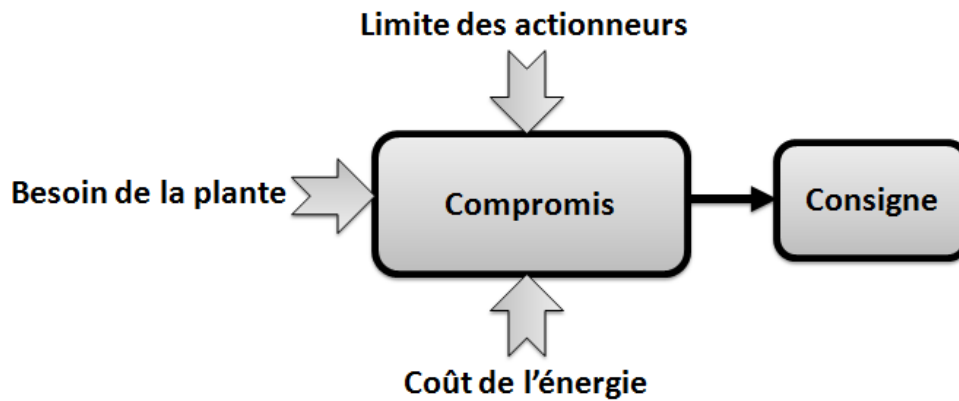 Limite des actionneurs
Besoin de la plante
Compromis
Consigne
Coût de l'énergie